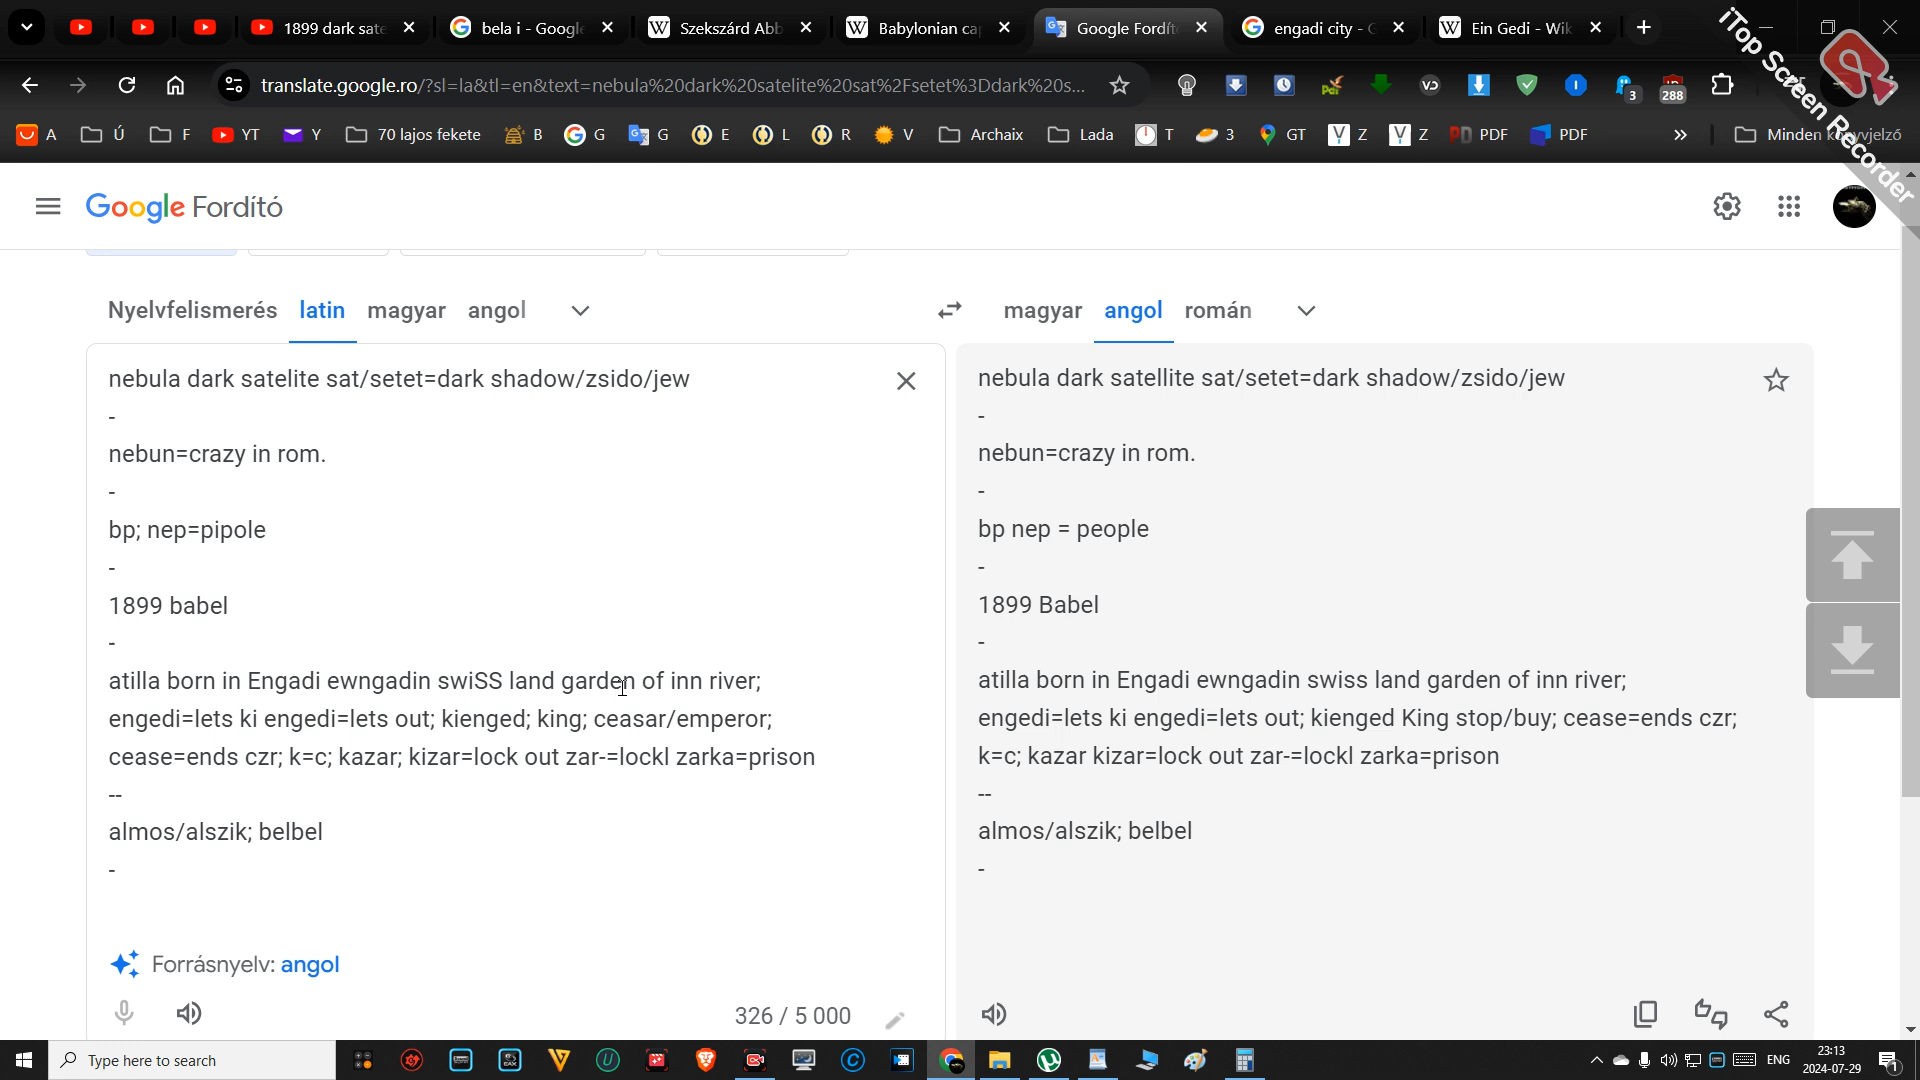 1899 dark sate
bela i - Google
Szekszárd Abb
Babylonian ca
Google Fordít
engadi city - G
Ein Gedi - Wik
iTop Screen Recorder
translate.google.ro/?sl=la&tl=en&text=nebula%20dark%20satelite%20sat%2Fsetet%3Ddark%20s...
3
288
A
Ú
F
YT
Y
70 lajos fekete
B
G
G
E
L
R
V
Archaix
Lada
T
3
GT
Z
Z
PDF
PDF
»
Minden könyvjelző
Google Fordító
Nyelvfelismerés latin magyar angol
magyar angol román
nebula dark satelite sat/setet=dark shadow/zsido/jew
-
nebun=crazy in rom.
-
bp; nep=pipole
-
1899 babel
-
atilla born in Engadi ewngadin swiSS land garden of inn river;
engedi=lets ki engedi=lets out; kienged; king; ceasar/emperor;
cease=ends czr; k=c; kazar; kizar=lock out zar-=lockl zarka=prison
--
almos/alszik; belbel
-
Forrásnyelv: angol
326 / 5 000
nebula dark satellite sat/setet=dark shadow/zsido/jew
-
nebun=crazy in rom.
-
bp nep = people
-
1899 Babel
-
atilla born in Engadi ewngadin swiss land garden of inn river;
engedi=lets ki engedi=lets out; kienged King stop/buy; cease=ends czr;
k=c; kazar kizar=lock out zar-=lockl zarka=prison
--
almos/alszik; belbel
-
Type here to search
ENG
23:13
2024-07-29
1